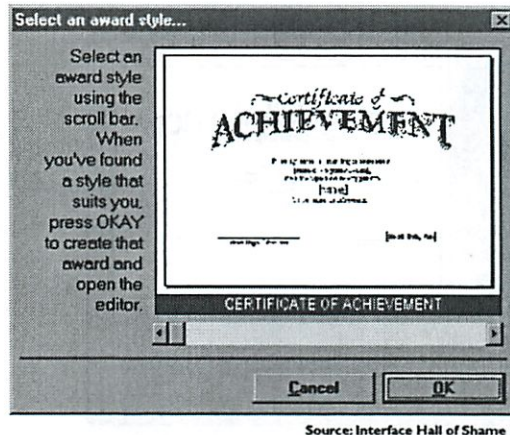 Select an award style...
Select an
award style
using the
scroll bar.
When
you've found
a style that
suits you,
press OKAY
to create that
award and
open the
editor.
Certificate of
ACHIEVEMENT
[name]
CERTIFICATE OF ACHIEVEMENT
Cancel
OK
Source: Interface Hall of Shame